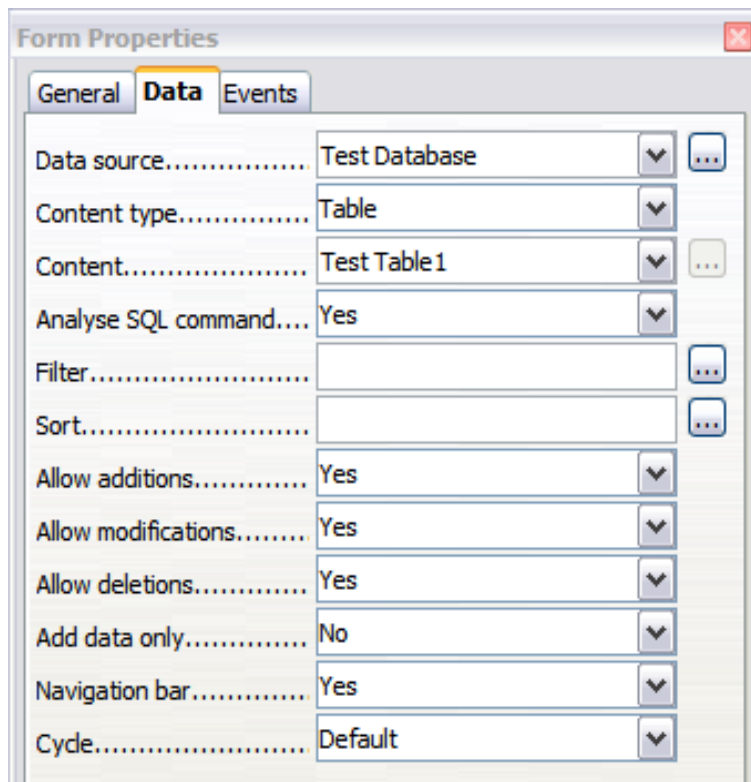 Form Properties
General Data Events
Data source................. Test Database ...
Content type............... Table
Content..................... Test Table1 ...
Analyse SQL command.... Yes
Filter......................... ...
Sort.......................... ...
Allow additions............. Yes
Allow modifications........ Yes
Allow deletions............. Yes
Add data only.............. No
Navigation bar............. Yes
Cycle........................ Default